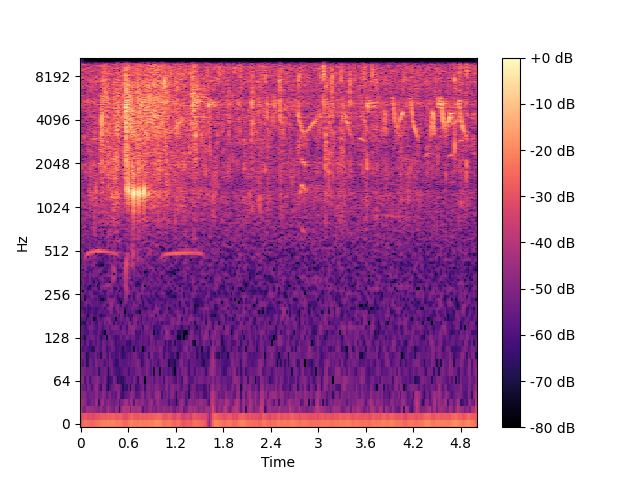 8192
4096
2048
1024
512
256
128
64
0
Hz
0
0.6
1.2
1.8
2.4
3
3.6
4.2
4.8
Time
+0 dB
-10 dB
-20 dB
-30 dB
-40 dB
-50 dB
-60 dB
-70 dB
-80 dB